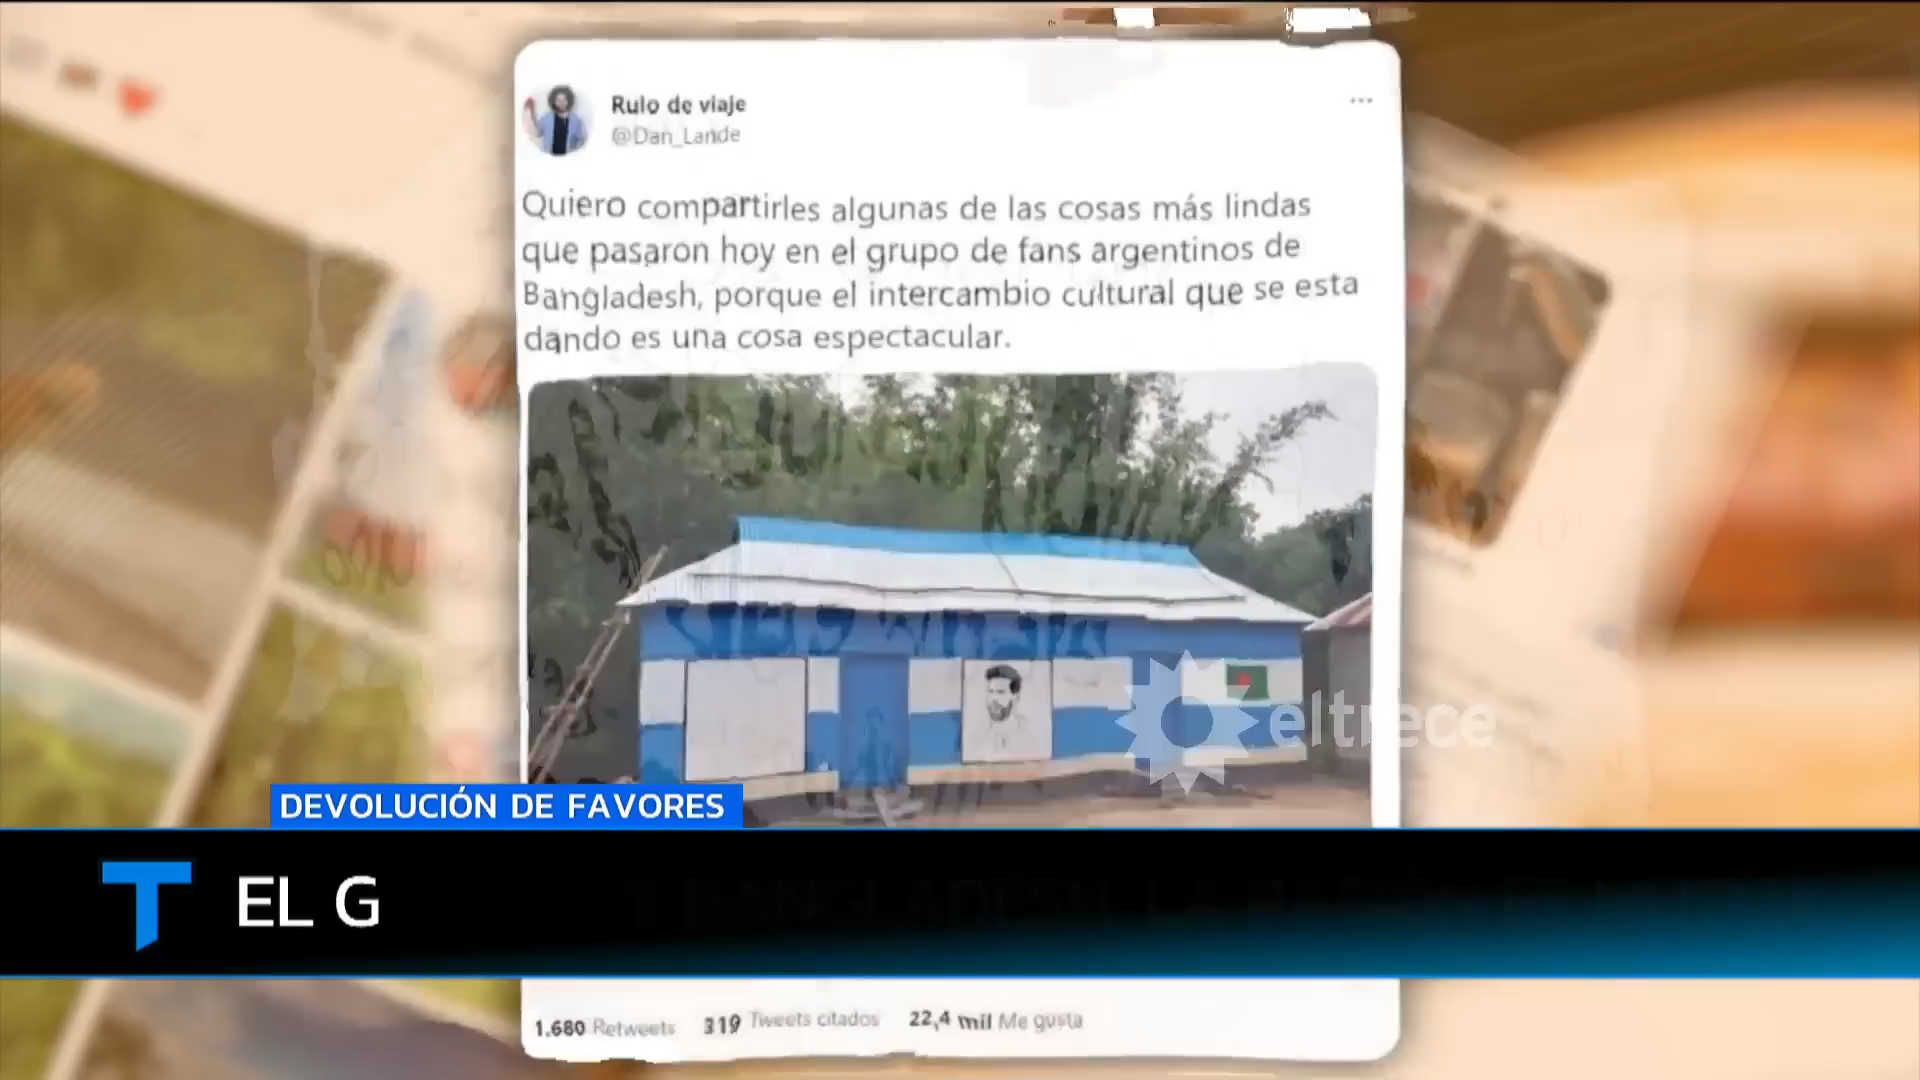 Rulo de viaje
@Dan_Lande
Quiero compartirles algunas de las cosas más lindas
que pasaron hoy en el grupo de fans argentinos de
Bangladesh, porque el intercambio cultural que se esta
dando es una cosa espectacular.
eltrece
DEVOLUCIÓN DE FAVORES
T EL G
1.680 Retweets 319 Tweets citados 22,4 mil Me gusta